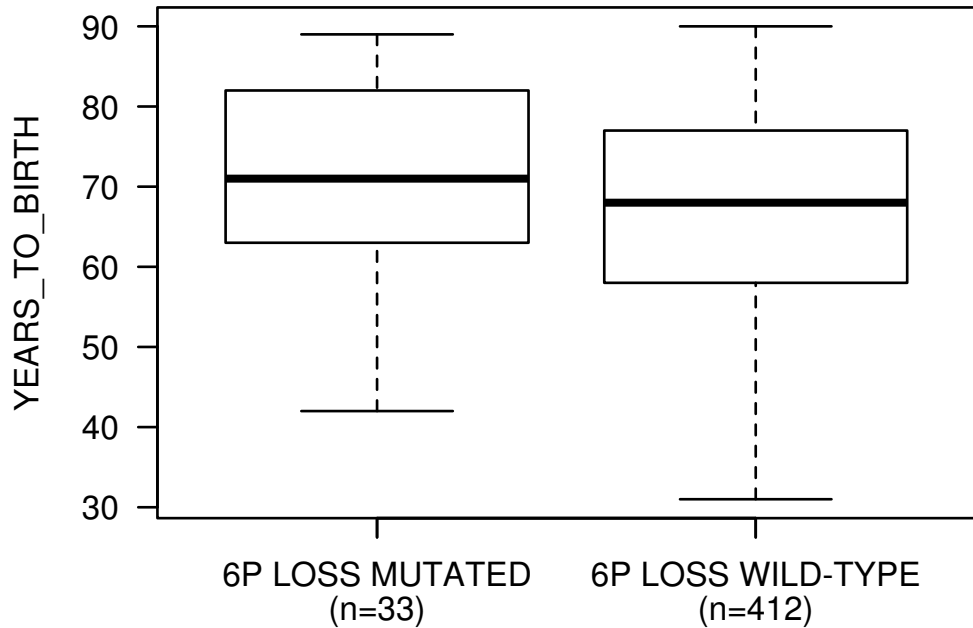 YEARS_TO_BIRTH
90
80
70
60
50
40
30
6P LOSS MUTATED
(n=33)
6P LOSS WILD-TYPE
(n=412)